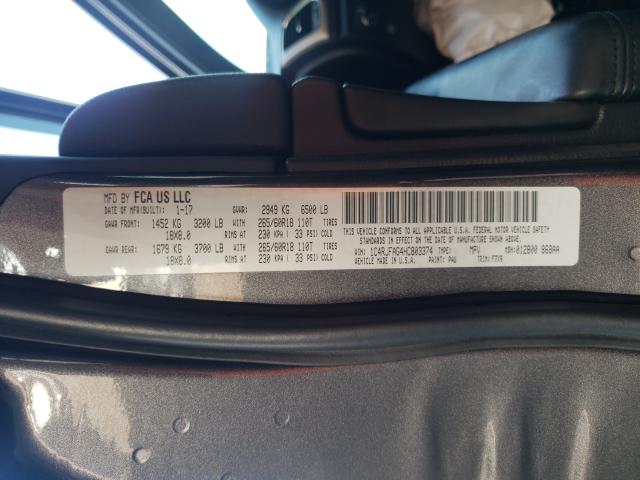 MFD BY FCA US LLC
DATE OF MFR(BUILT): 1-17 GVWR: 2949 KG 6500 LB
GAWR FRONT: 1452 KG 3200 LB WITH 265/60R18 110T TIRES
18X8.0 RIMS AT 230 KPA ( 33 PSI) COLD
GAWR REAR: 1679 KG 3700 LB WITH 265/60R18 110T TIRES
18X8.0 RIMS AT 230 KPA ( 33 PSI) COLD
THIS VEHICLE CONFORMS TO ALL APPLICABLE U.S.A. FEDERAL MOTOR VEHICLE SAFETY
STANDARDS IN EFFECT ON THE DATE OF MANUFACTURE SHOWN ABOVE.
VIN: 1C4RJFAG4HC803374 TYPE: MPV MDH: 012800 968AA
VEHICLE MADE IN U.S.A. PAINT: PAU TRIM: F7X9